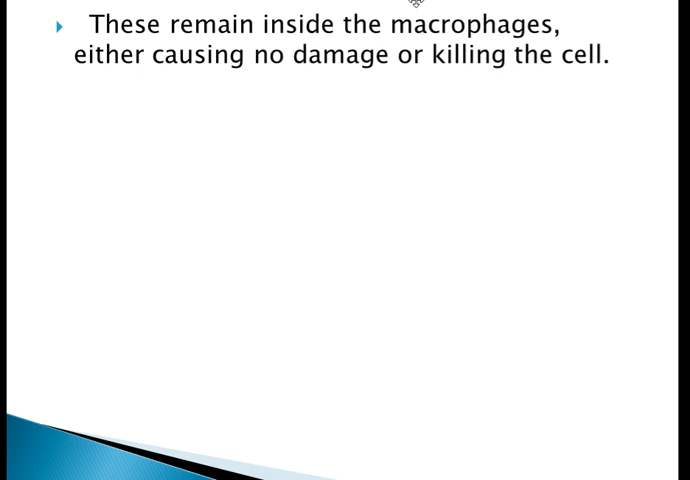 These remain inside the macrophages,
either causing no damage or killing the cell.